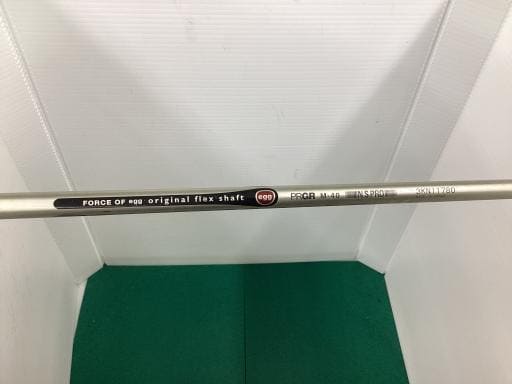 FORCE OF egg original flex shaft egg PRGR M-40 N.S.PRO 3KN11780